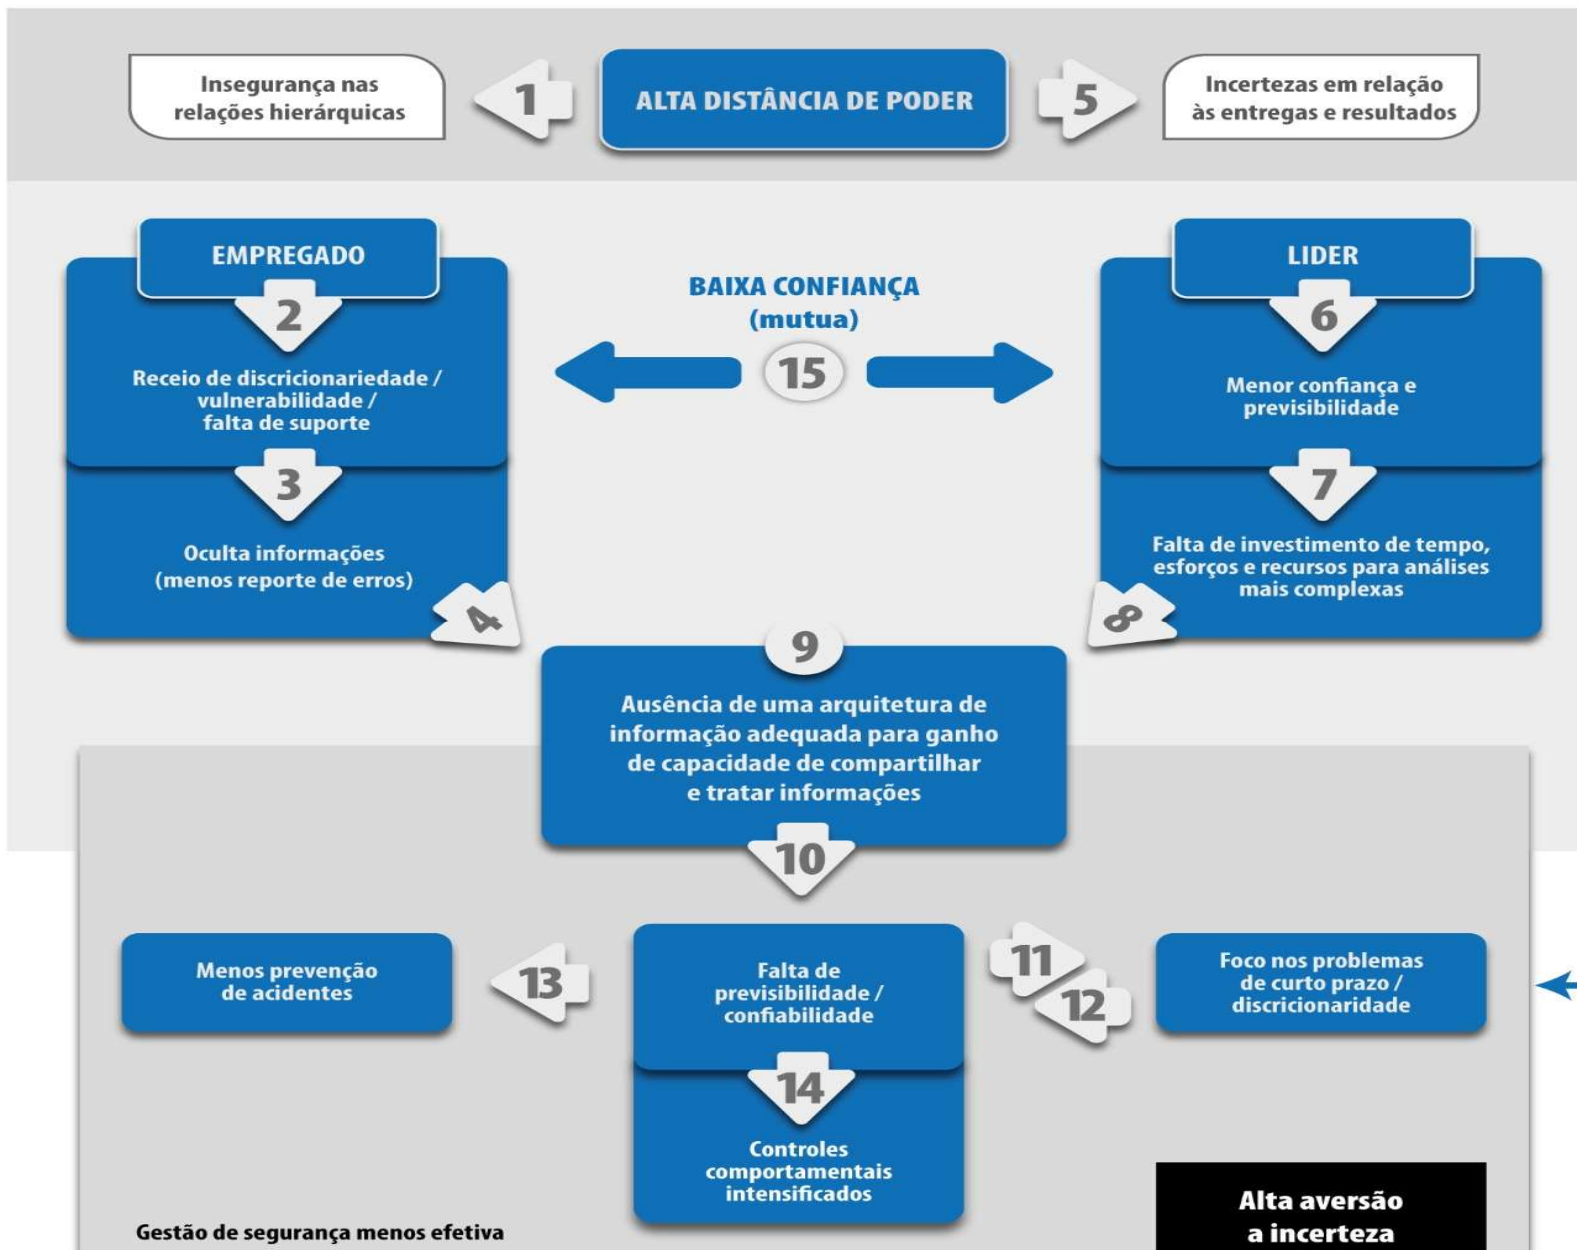 Insegurança nas
relações hierárquicas
1
ALTA DISTÂNCIA DE PODER
5
Incertezas em relação
às entregas e resultados
EMPREGADO
2
Receio de discricionariedade /
vulnerabilidade /
falta de suporte
3
Oculta informações
(menos reporte de erros)
4
BAIXA CONFIANÇA
(mutua)
15
LIDER
6
Menor confiança e
previsibilidade
7
Falta de investimento de tempo,
esforços e recursos para análises
mais complexas
8
9
Ausência de uma arquitetura de
informação adequada para ganho
de capacidade de compartilhar
e tratar informações
10
Menos prevenção
de acidentes
13
Falta de
previsibilidade /
confiabilidade
11
12
Foco nos problemas
de curto prazo /
discricionaridade
14
Controles
comportamentais
intensificados
Gestão de segurança menos efetiva
Alta aversão
a incerteza